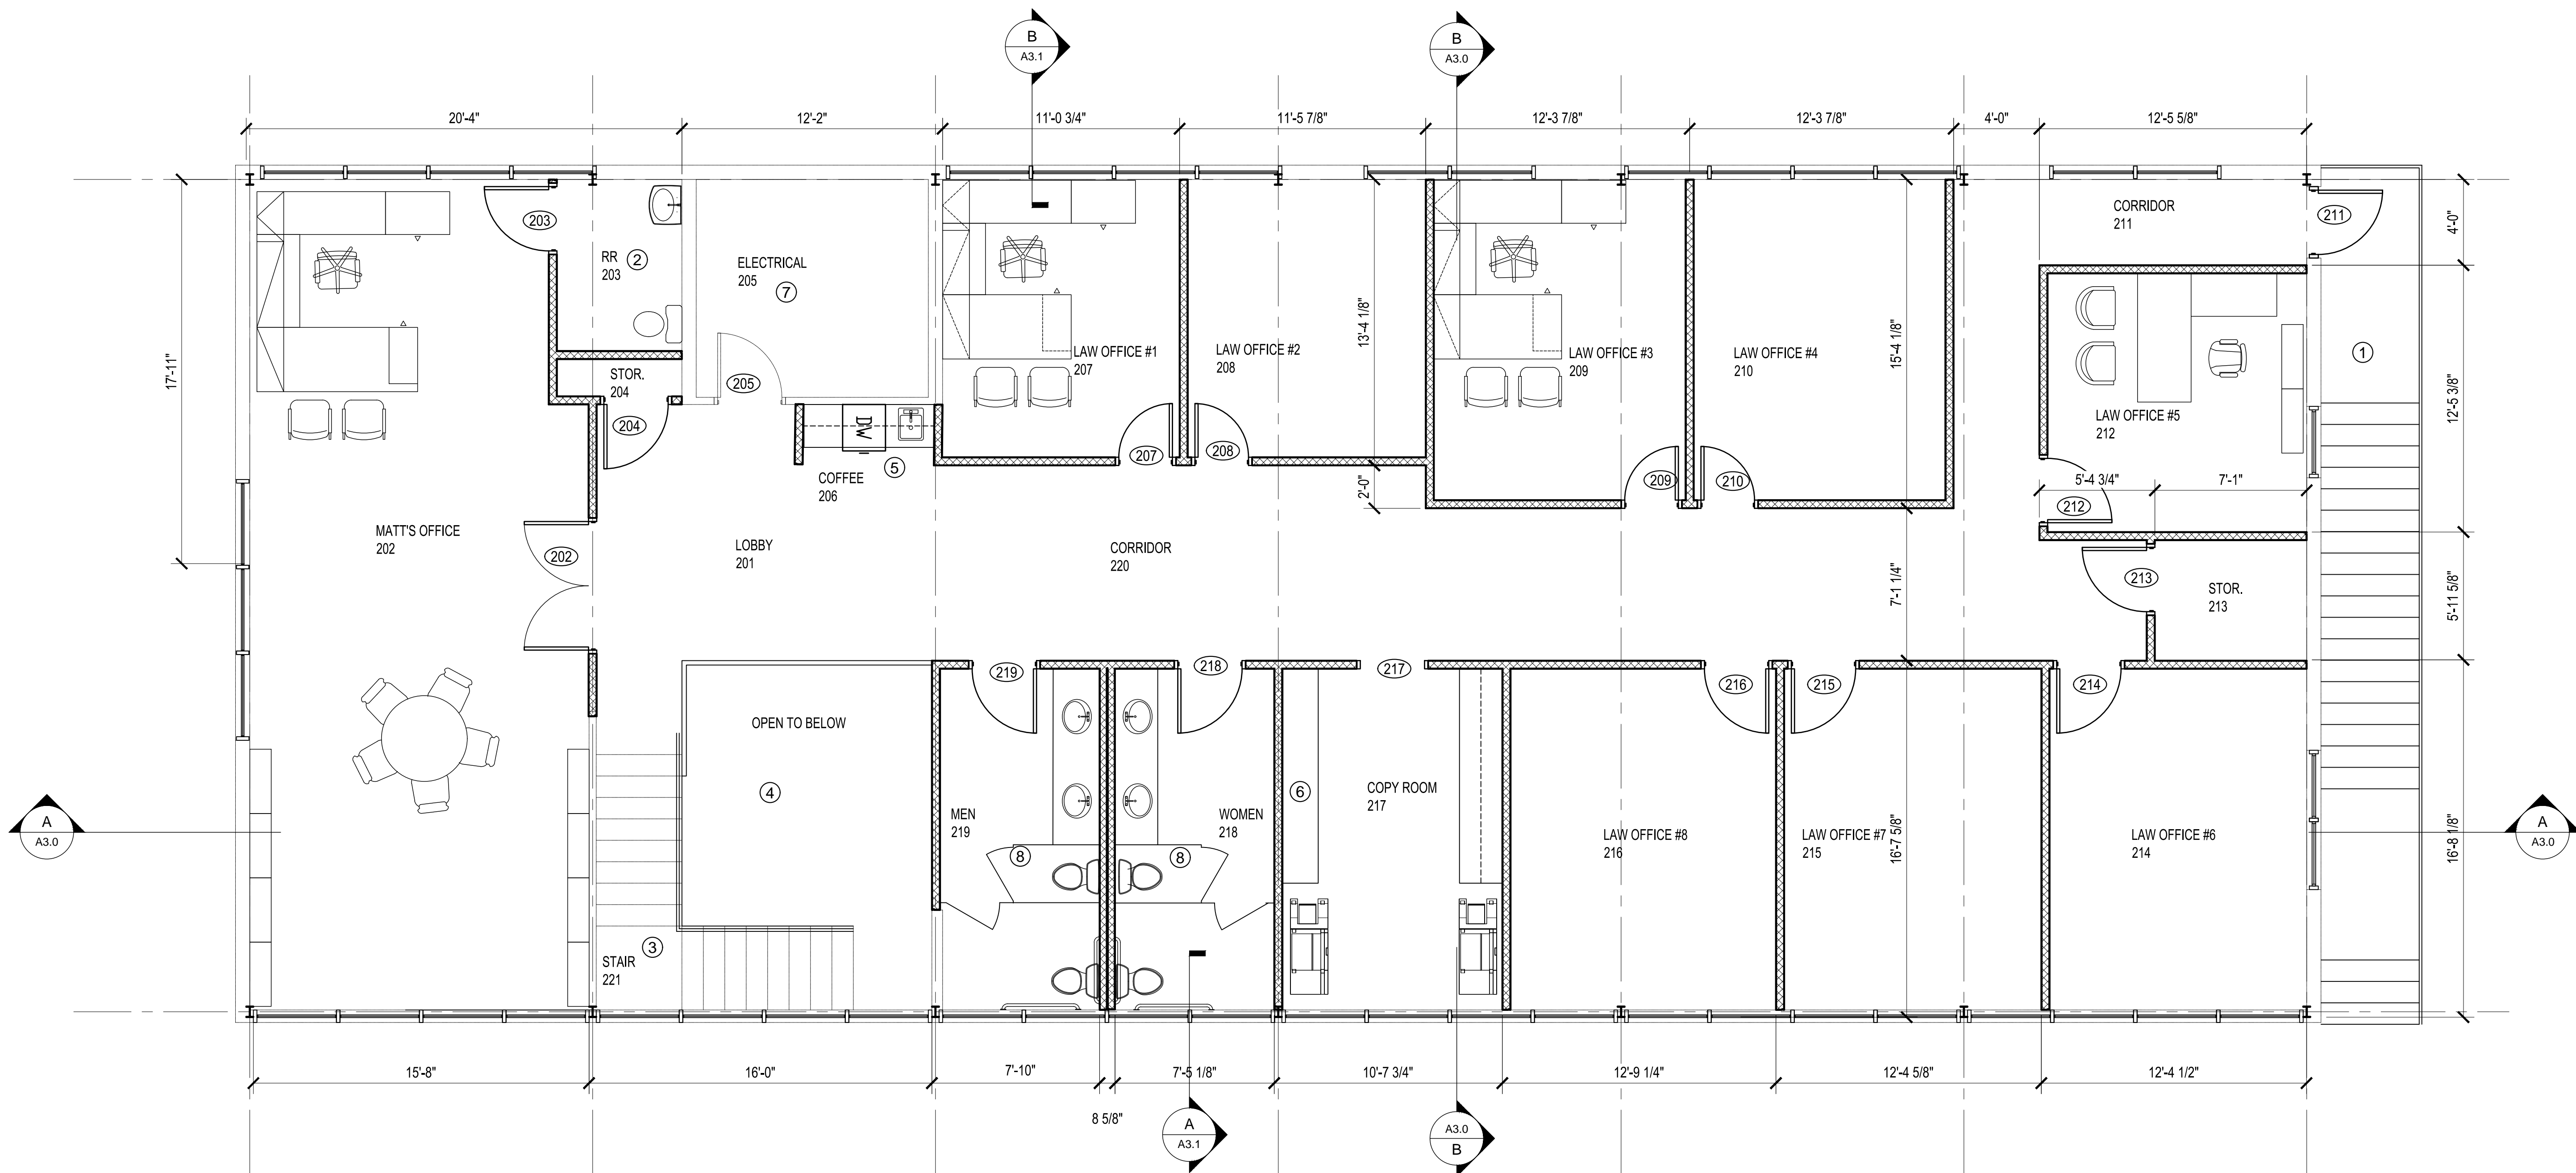 B
A3.1
B
A3.0
20'-4"
12'-2"
11'-0 3/4"
11'-5 7/8"
12'-3 7/8"
12'-3 7/8"
4'-0"
12'-5 5/8"
203
RR
203
2
ELECTRICAL
205
7
CORRIDOR
211
211
4'-0"
17'-11"
STOR.
204
205
204
LAW OFFICE #1
207
LAW OFFICE #2
208
13'-4 1/8"
LAW OFFICE #3
209
LAW OFFICE #4
210
15'-4 1/8"
LAW OFFICE #5
212
1
12'-5 3/8"
DW
COFFEE
206
5
207
208
2'-0"
209
210
5'-4 3/4"
7'-1"
212
MATT'S OFFICE
202
202
LOBBY
201
CORRIDOR
220
7'-1 1/4"
213
STOR.
213
5'-11 5/8"
219
218
217
216
215
214
OPEN TO BELOW
4
MEN
219
WOMEN
218
6
COPY ROOM
217
LAW OFFICE #8
216
LAW OFFICE #7
215
16'-7 5/8"
LAW OFFICE #6
214
16'-8 1/8"
A
A3.0
A
A3.0
8
8
3
STAIR
221
15'-8"
16'-0"
7'-10"
7'-5 1/8"
10'-7 3/4"
12'-9 1/4"
12'-4 5/8"
12'-4 1/2"
8 5/8"
A
A3.1
A3.0
B